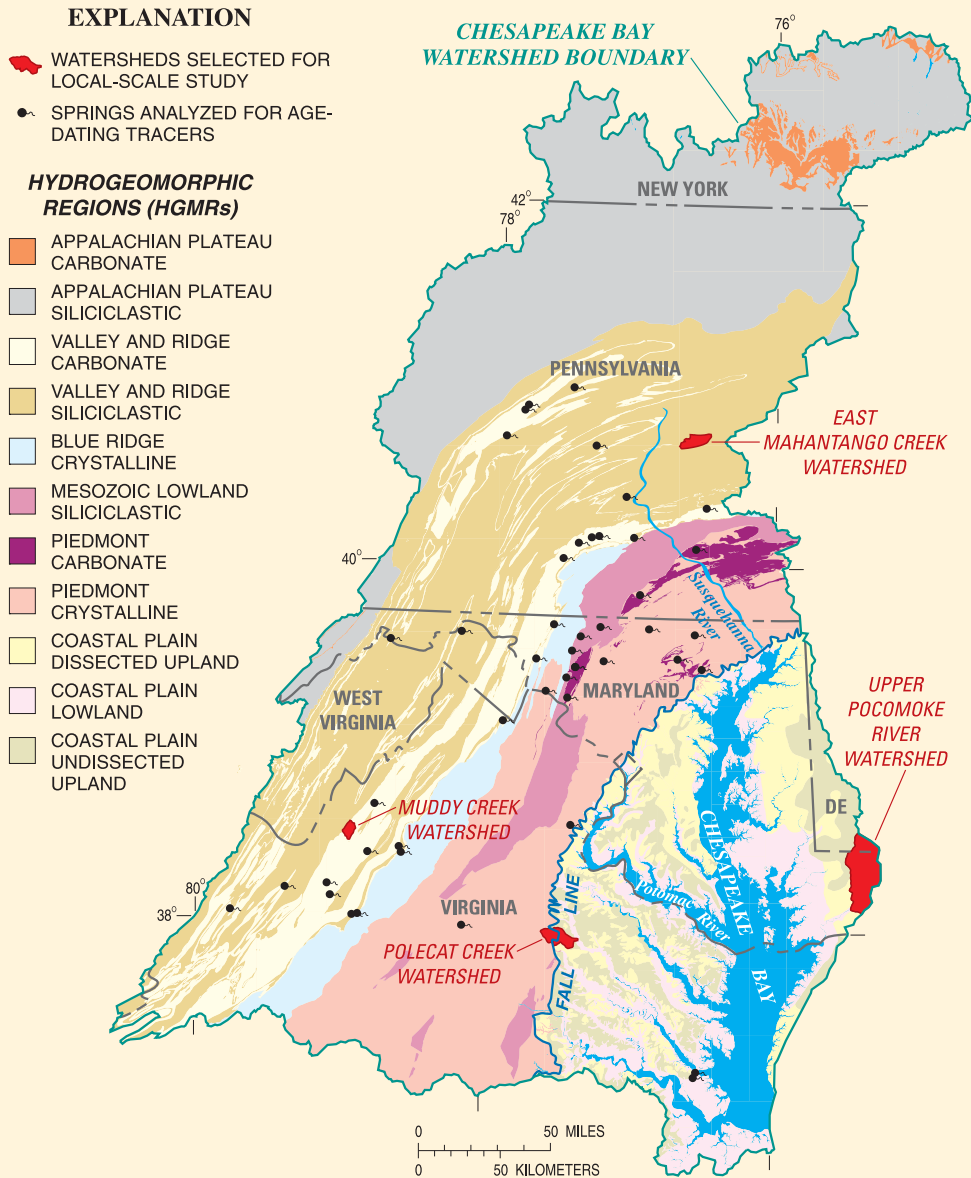 EXPLANATION
WATERSHEDS SELECTED FOR
LOCAL-SCALE STUDY
SPRINGS ANALYZED FOR AGE-
DATING TRACERS
HYDROGEOMORPHIC
REGIONS (HGMRs)
APPALACHIAN PLATEAU
CARBONATE
APPALACHIAN PLATEAU
SILICICLASTIC
VALLEY AND RIDGE
CARBONATE
VALLEY AND RIDGE
SILICICLASTIC
BLUE RIDGE
CRYSTALLINE
MESOZOIC LOWLAND
SILICICLASTIC
PIEDMONT
CARBONATE
PIEDMONT
CRYSTALLINE
COASTAL PLAIN
DISSECTED UPLAND
COASTAL PLAIN
LOWLAND
COASTAL PLAIN
UNDISSECTED
UPLAND
CHESAPEAKE BAY
WATERSHED BOUNDARY
76°
NEW YORK
42°
78°
PENNSYLVANIA
EAST
MAHANTANGO CREEK
WATERSHED
40°
Susquehanna
River
WEST
VIRGINIA
MARYLAND
UPPER
POCOMOKE
RIVER
WATERSHED
DE
MUDDY CREEK
WATERSHED
CHESAPEAKE
BAY
80°
38°
VIRGINIA
Potomac River
POLECAT CREEK
WATERSHED
FALL LINE
0 50 MILES
0 50 KILOMETERS